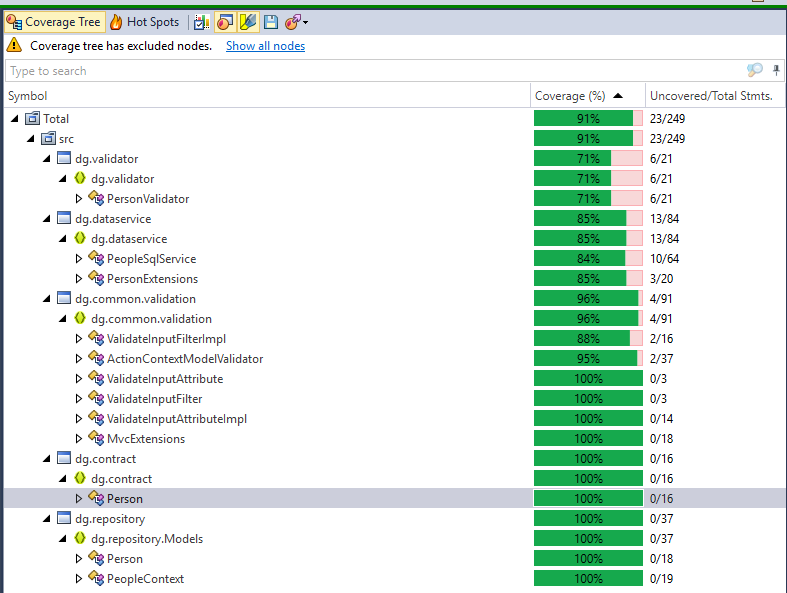 Coverage Tree Hot Spots
Coverage tree has excluded nodes. Show all nodes
Type to search
Symbol Coverage (%) Uncovered/Total Stmts.
Total 91% 23/249
src 91% 23/249
dg.validator 71% 6/21
dg.validator 71% 6/21
PersonValidator 71% 6/21
dg.dataservice 85% 13/84
dg.dataservice 85% 13/84
PeopleSqlService 84% 10/64
PersonExtensions 85% 3/20
dg.common.validation 96% 4/91
dg.common.validation 96% 4/91
ValidateInputFilterImpl 88% 2/16
ActionContextModelValidator 95% 2/37
ValidateInputAttribute 100% 0/3
ValidateInputFilter 100% 0/3
ValidateInputAttributeImpl 100% 0/14
MvcExtensions 100% 0/18
dg.contract 100% 0/16
dg.contract 100% 0/16
Person 100% 0/16
dg.repository 100% 0/37
dg.repository.Models 100% 0/37
Person 100% 0/18
PeopleContext 100% 0/19